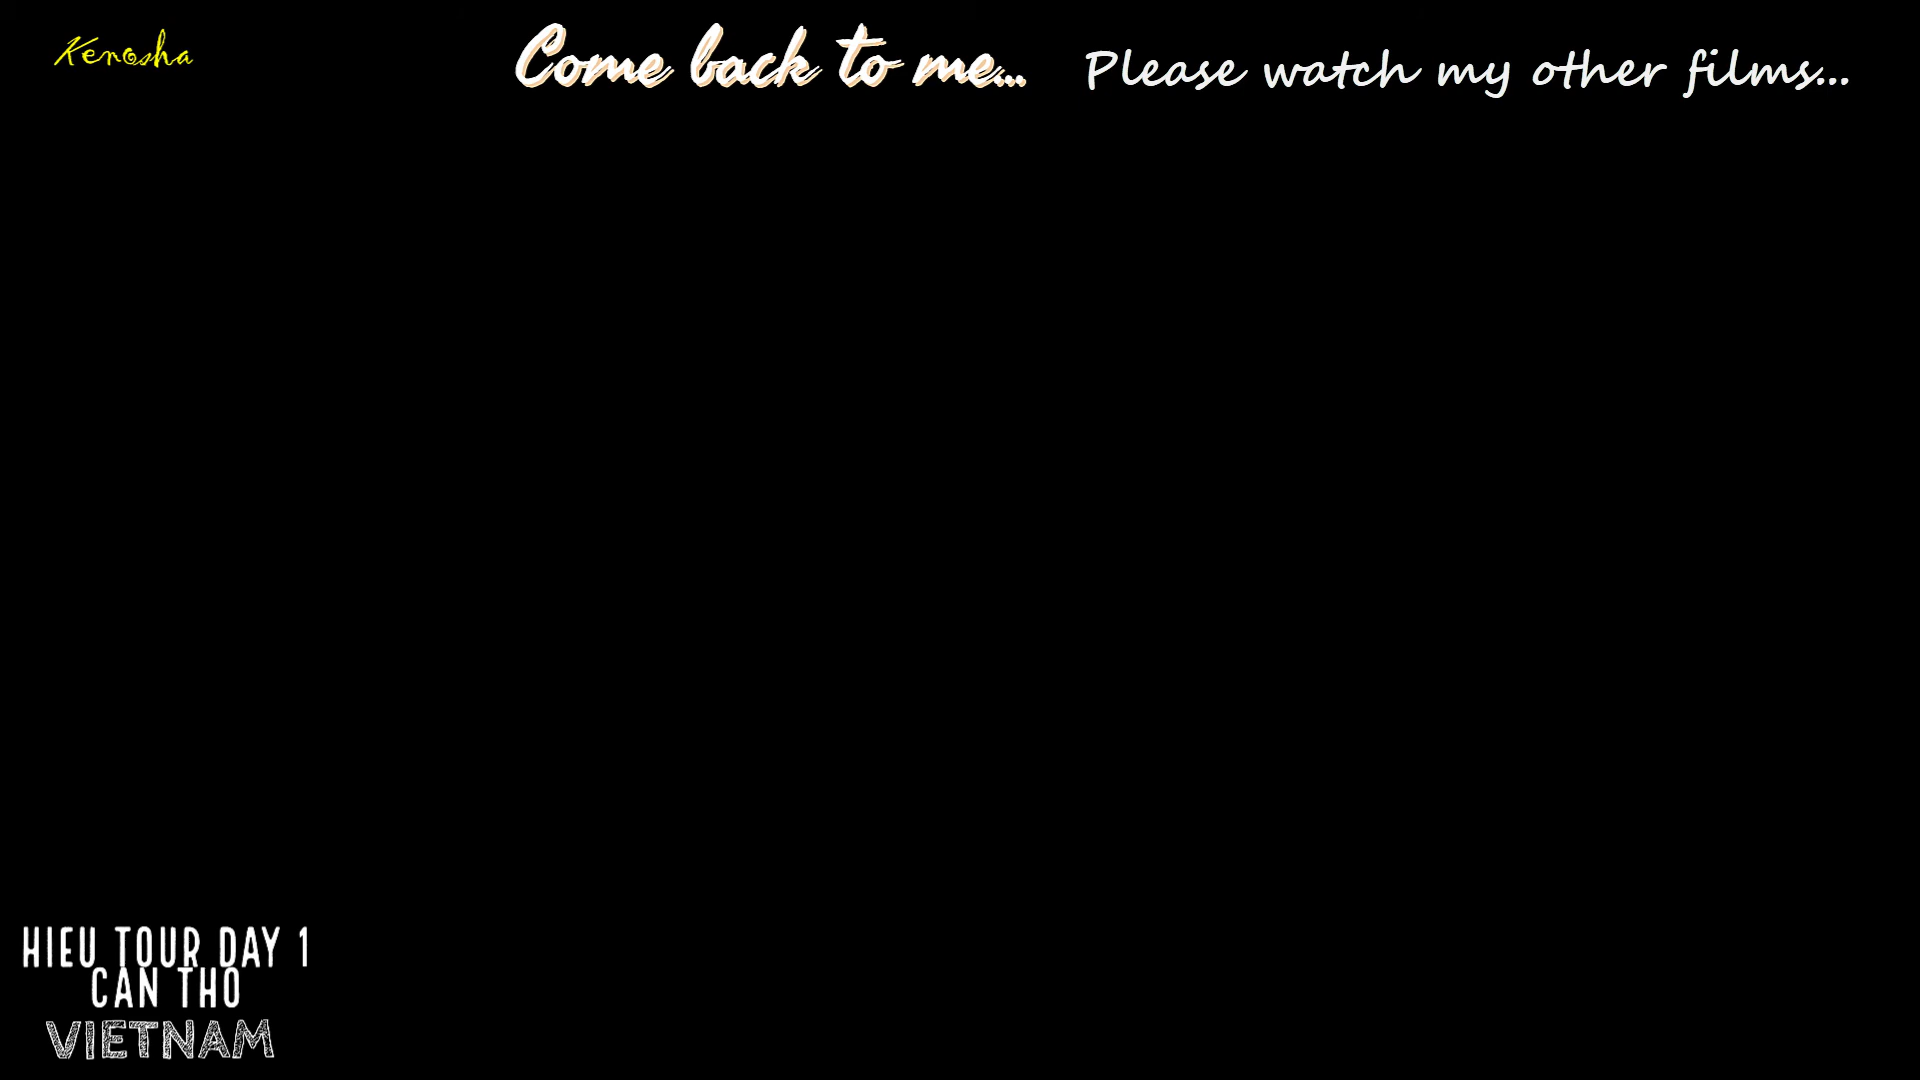 Kenosha
Come back to me...
Please watch my other films...
HIEU TOUR DAY 1
CAN THO
VIETNAM